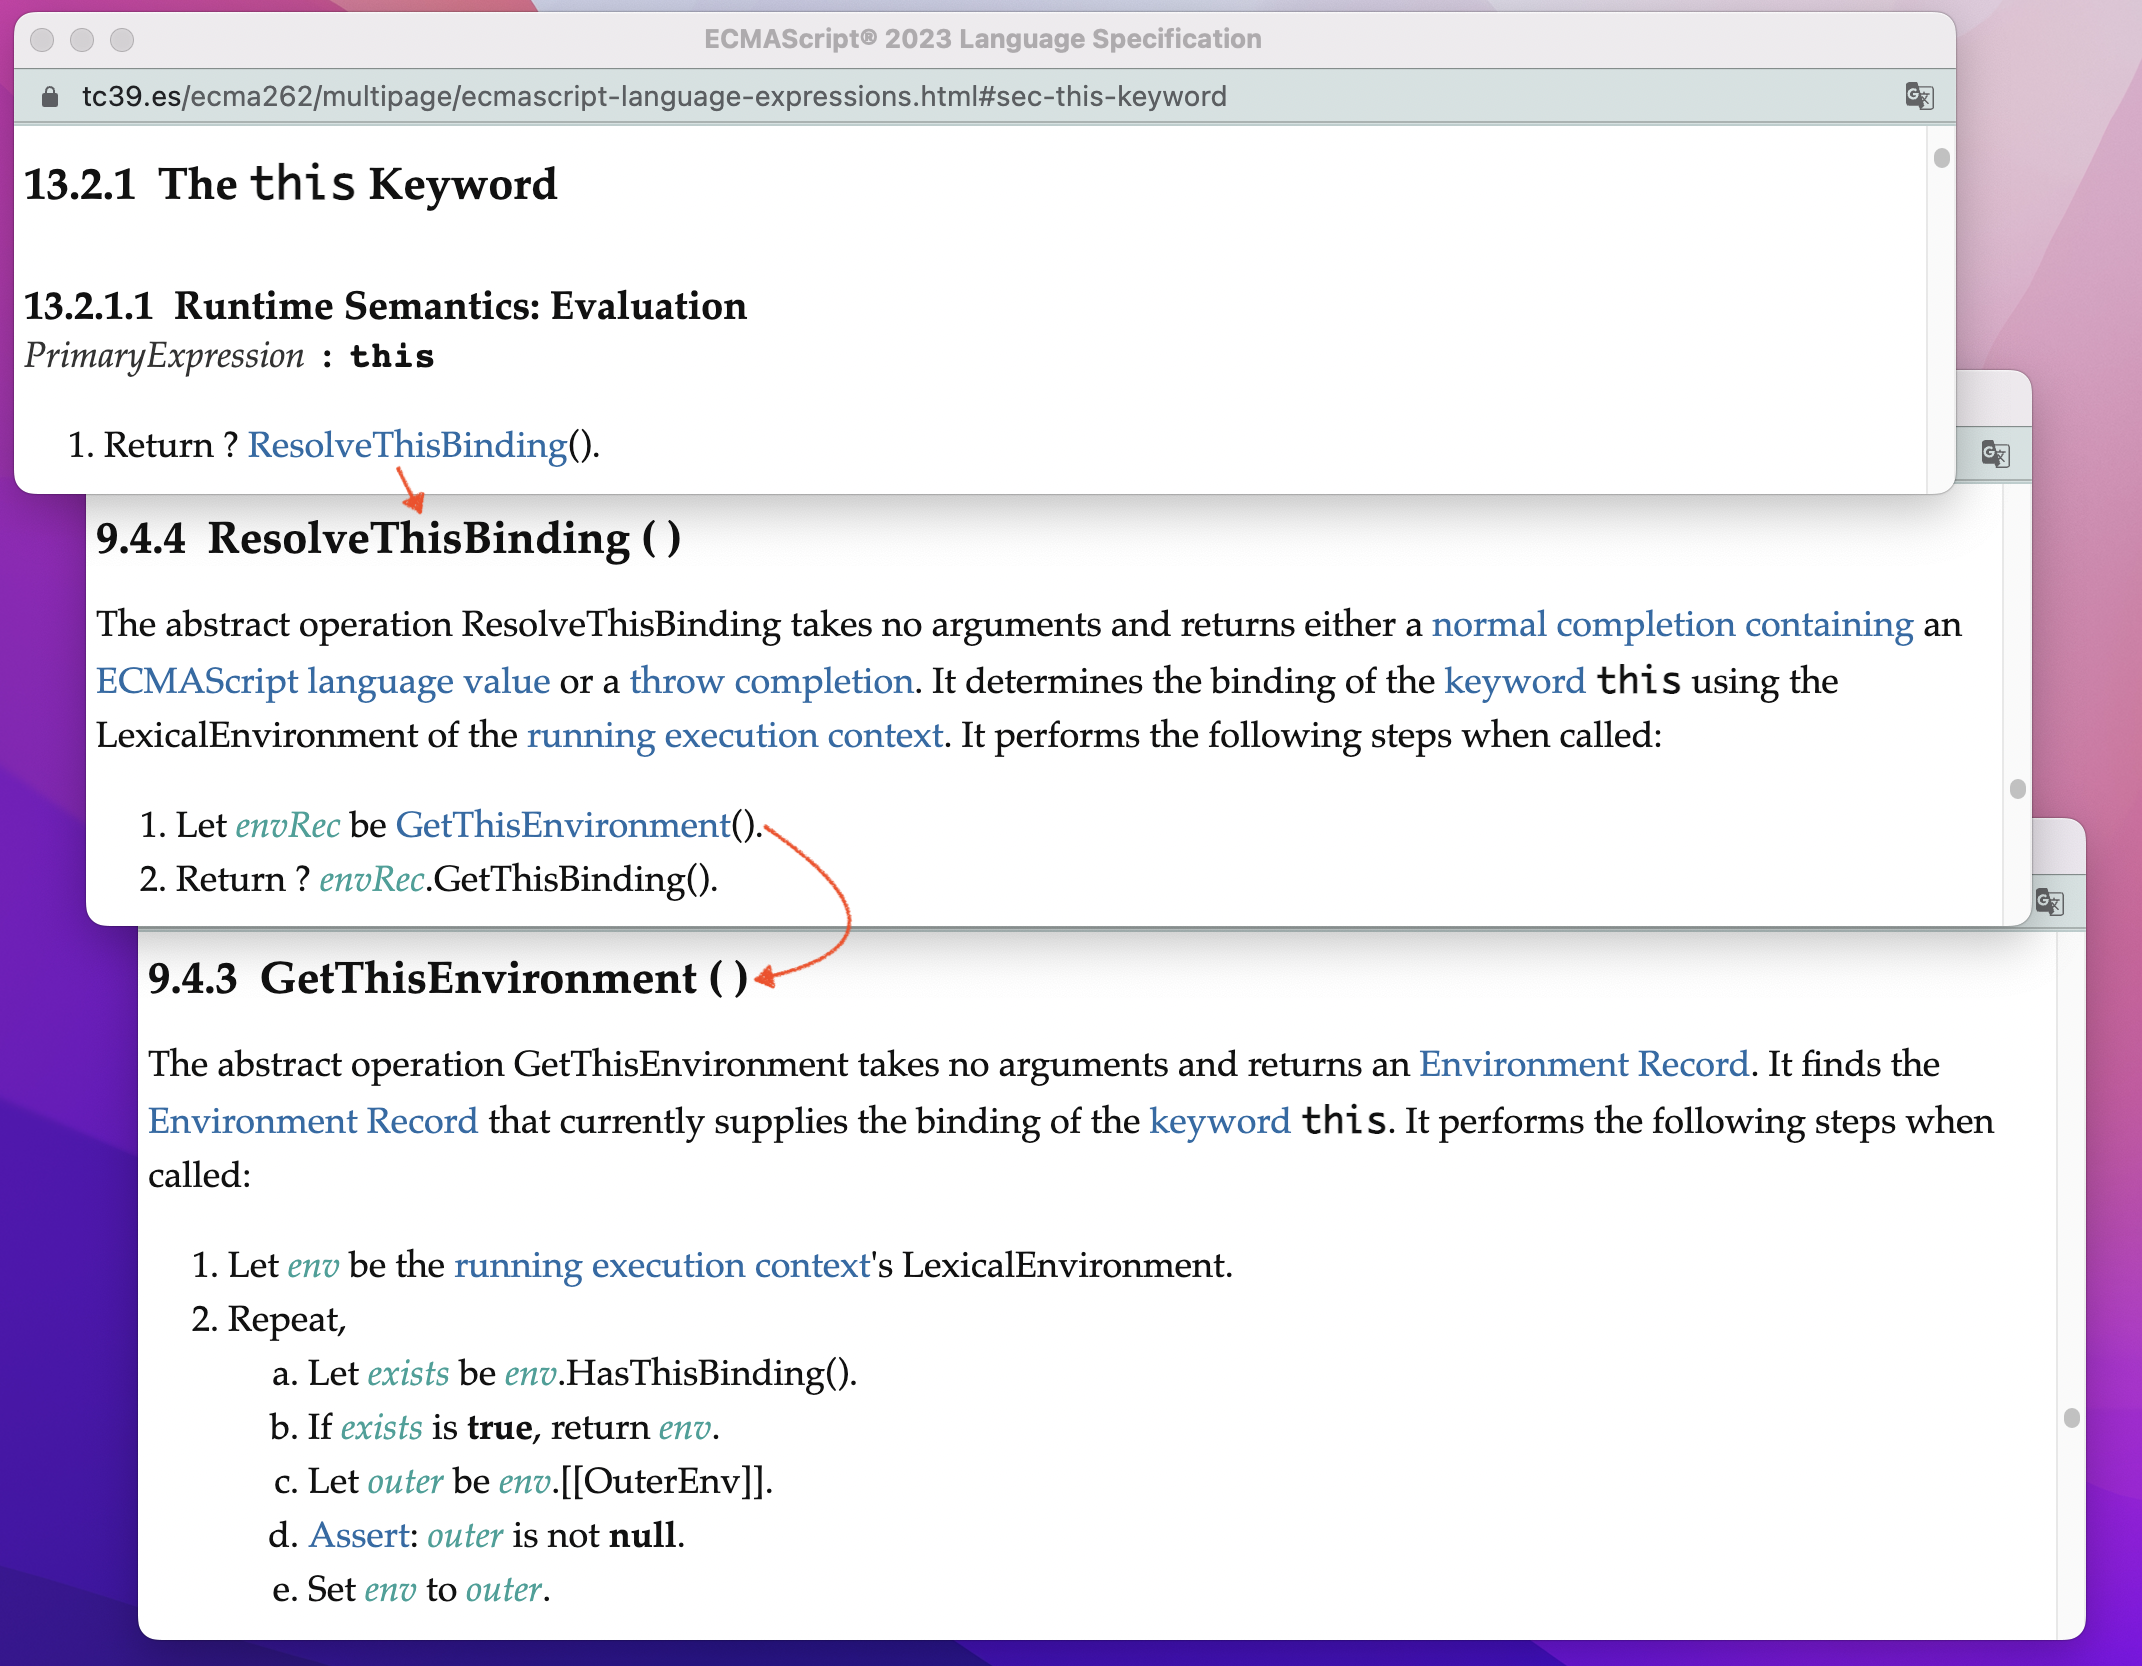 ECMAScript® 2023 Language Specification
tc39.es/ecma262/multipage/ecmascript-language-expressions.html#sec-this-keyword
13.2.1 The this Keyword
13.2.1.1 Runtime Semantics: Evaluation
PrimaryExpression : this
1. Return ? ResolveThisBinding().
9.4.4 ResolveThisBinding ( )
The abstract operation ResolveThisBinding takes no arguments and returns either a normal completion containing an
ECMAScript language value or a throw completion. It determines the binding of the keyword this using the
LexicalEnvironment of the running execution context. It performs the following steps when called:
1. Let envRec be GetThisEnvironment().
2. Return ? envRec.GetThisBinding().
9.4.3 GetThisEnvironment ( )
The abstract operation GetThisEnvironment takes no arguments and returns an Environment Record. It finds the
Environment Record that currently supplies the binding of the keyword this. It performs the following steps when
called:
1. Let env be the running execution context's LexicalEnvironment.
2. Repeat,
a. Let exists be env.HasThisBinding().
b. If exists is true, return env.
c. Let outer be env.[[OuterEnv]].
d. Assert: outer is not null.
e. Set env to outer.